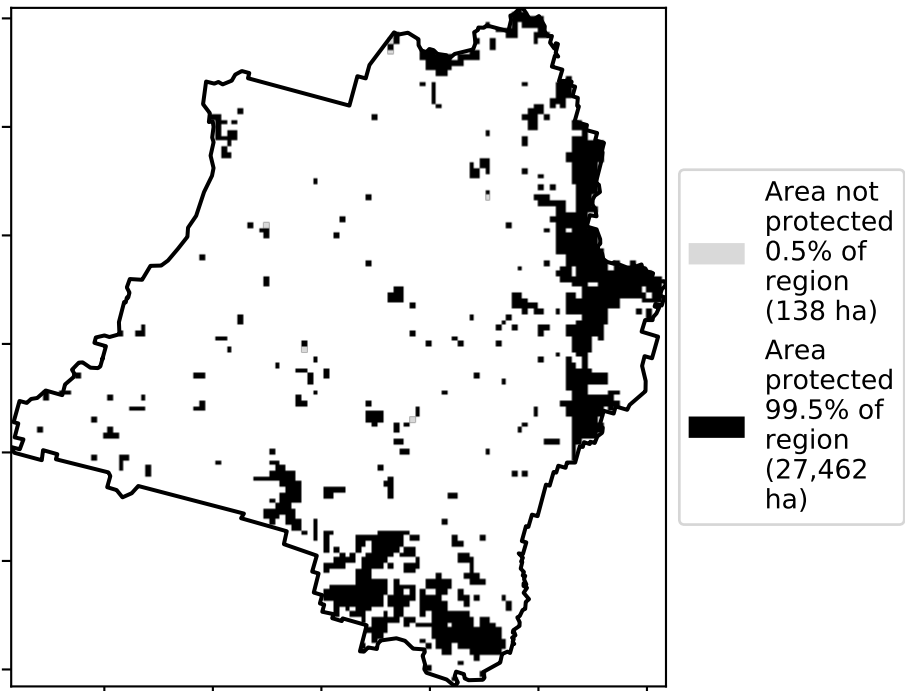 Area not
protected
0.5% of
region
(138 ha)
Area
protected
99.5% of
region
(27,462
ha)